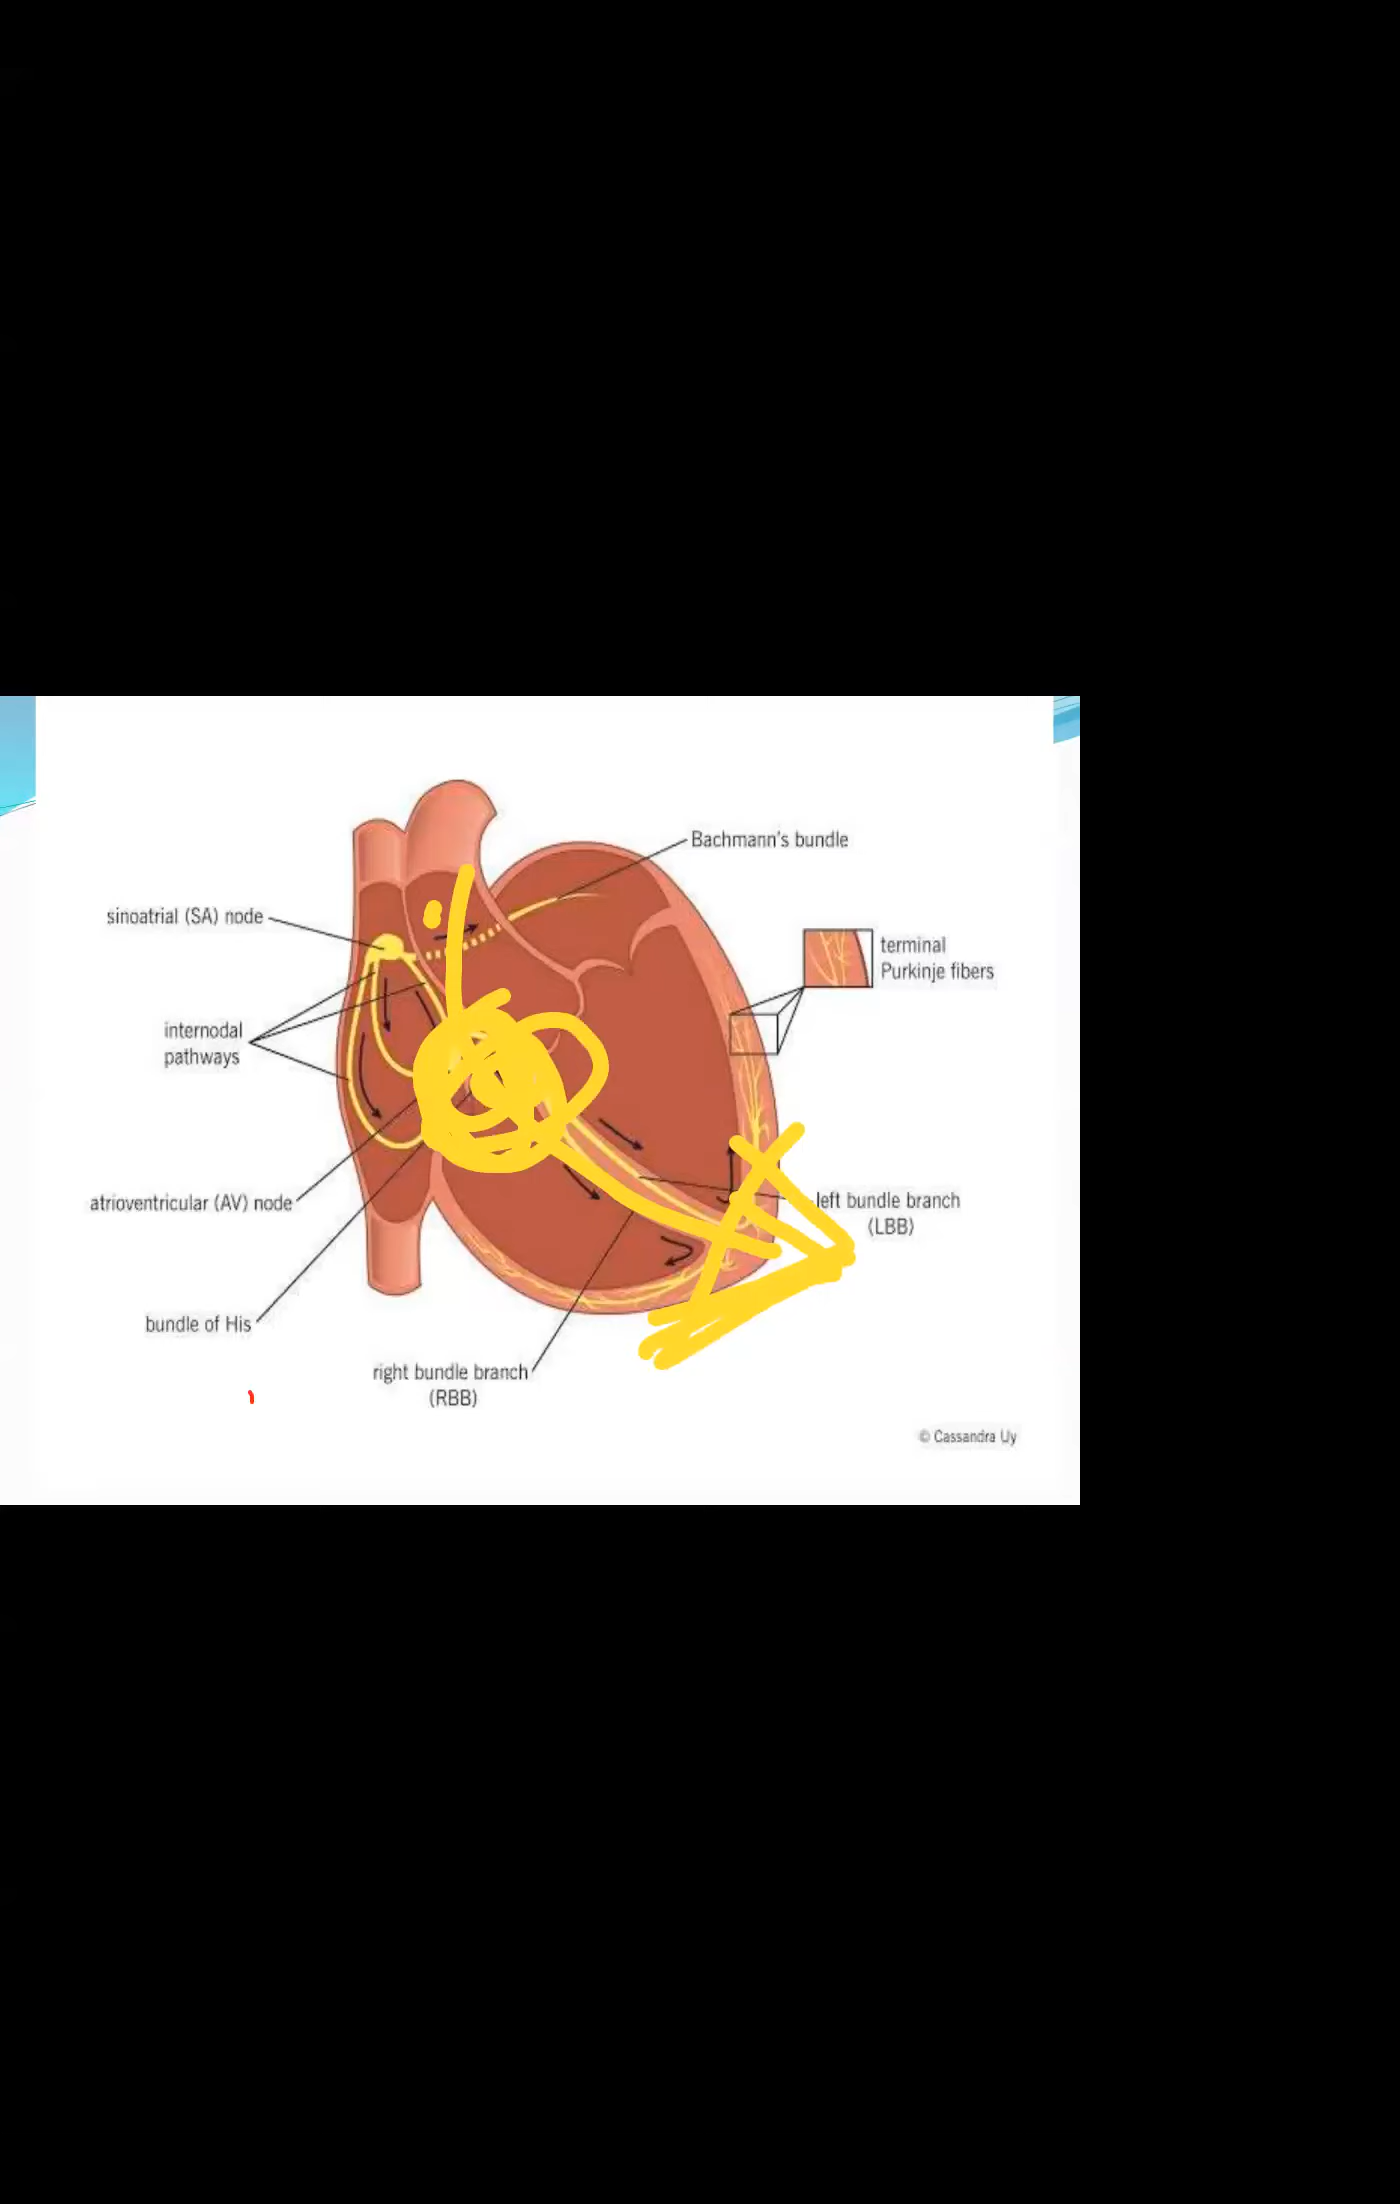 Bachmann's bundle
sinoatrial (SA) node
terminal
Purkinje fibers
internodal
pathways
atrioventricular (AV) node
left bundle branch
(LBB)
bundle of His
right bundle branch
(RBB)
© Cassandra Uy